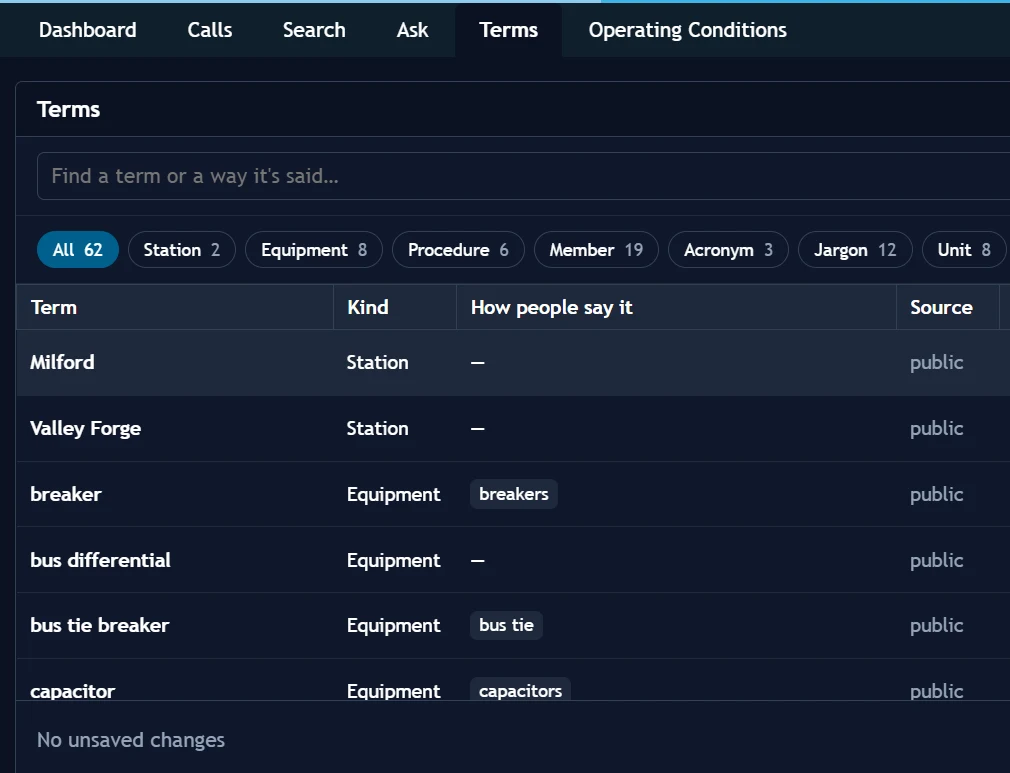 Dashboard Calls Search Ask Terms Operating Conditions
Terms
Find a term or a way it's said...
All 62 Station 2 Equipment 8 Procedure 6 Member 19 Acronym 3 Jargon 12 Unit 8
Term Kind How people say it Source
Milford Station — public
Valley Forge Station — public
breaker Equipment breakers public
bus differential Equipment — public
bus tie breaker Equipment bus tie public
capacitor Equipment capacitors public
No unsaved changes